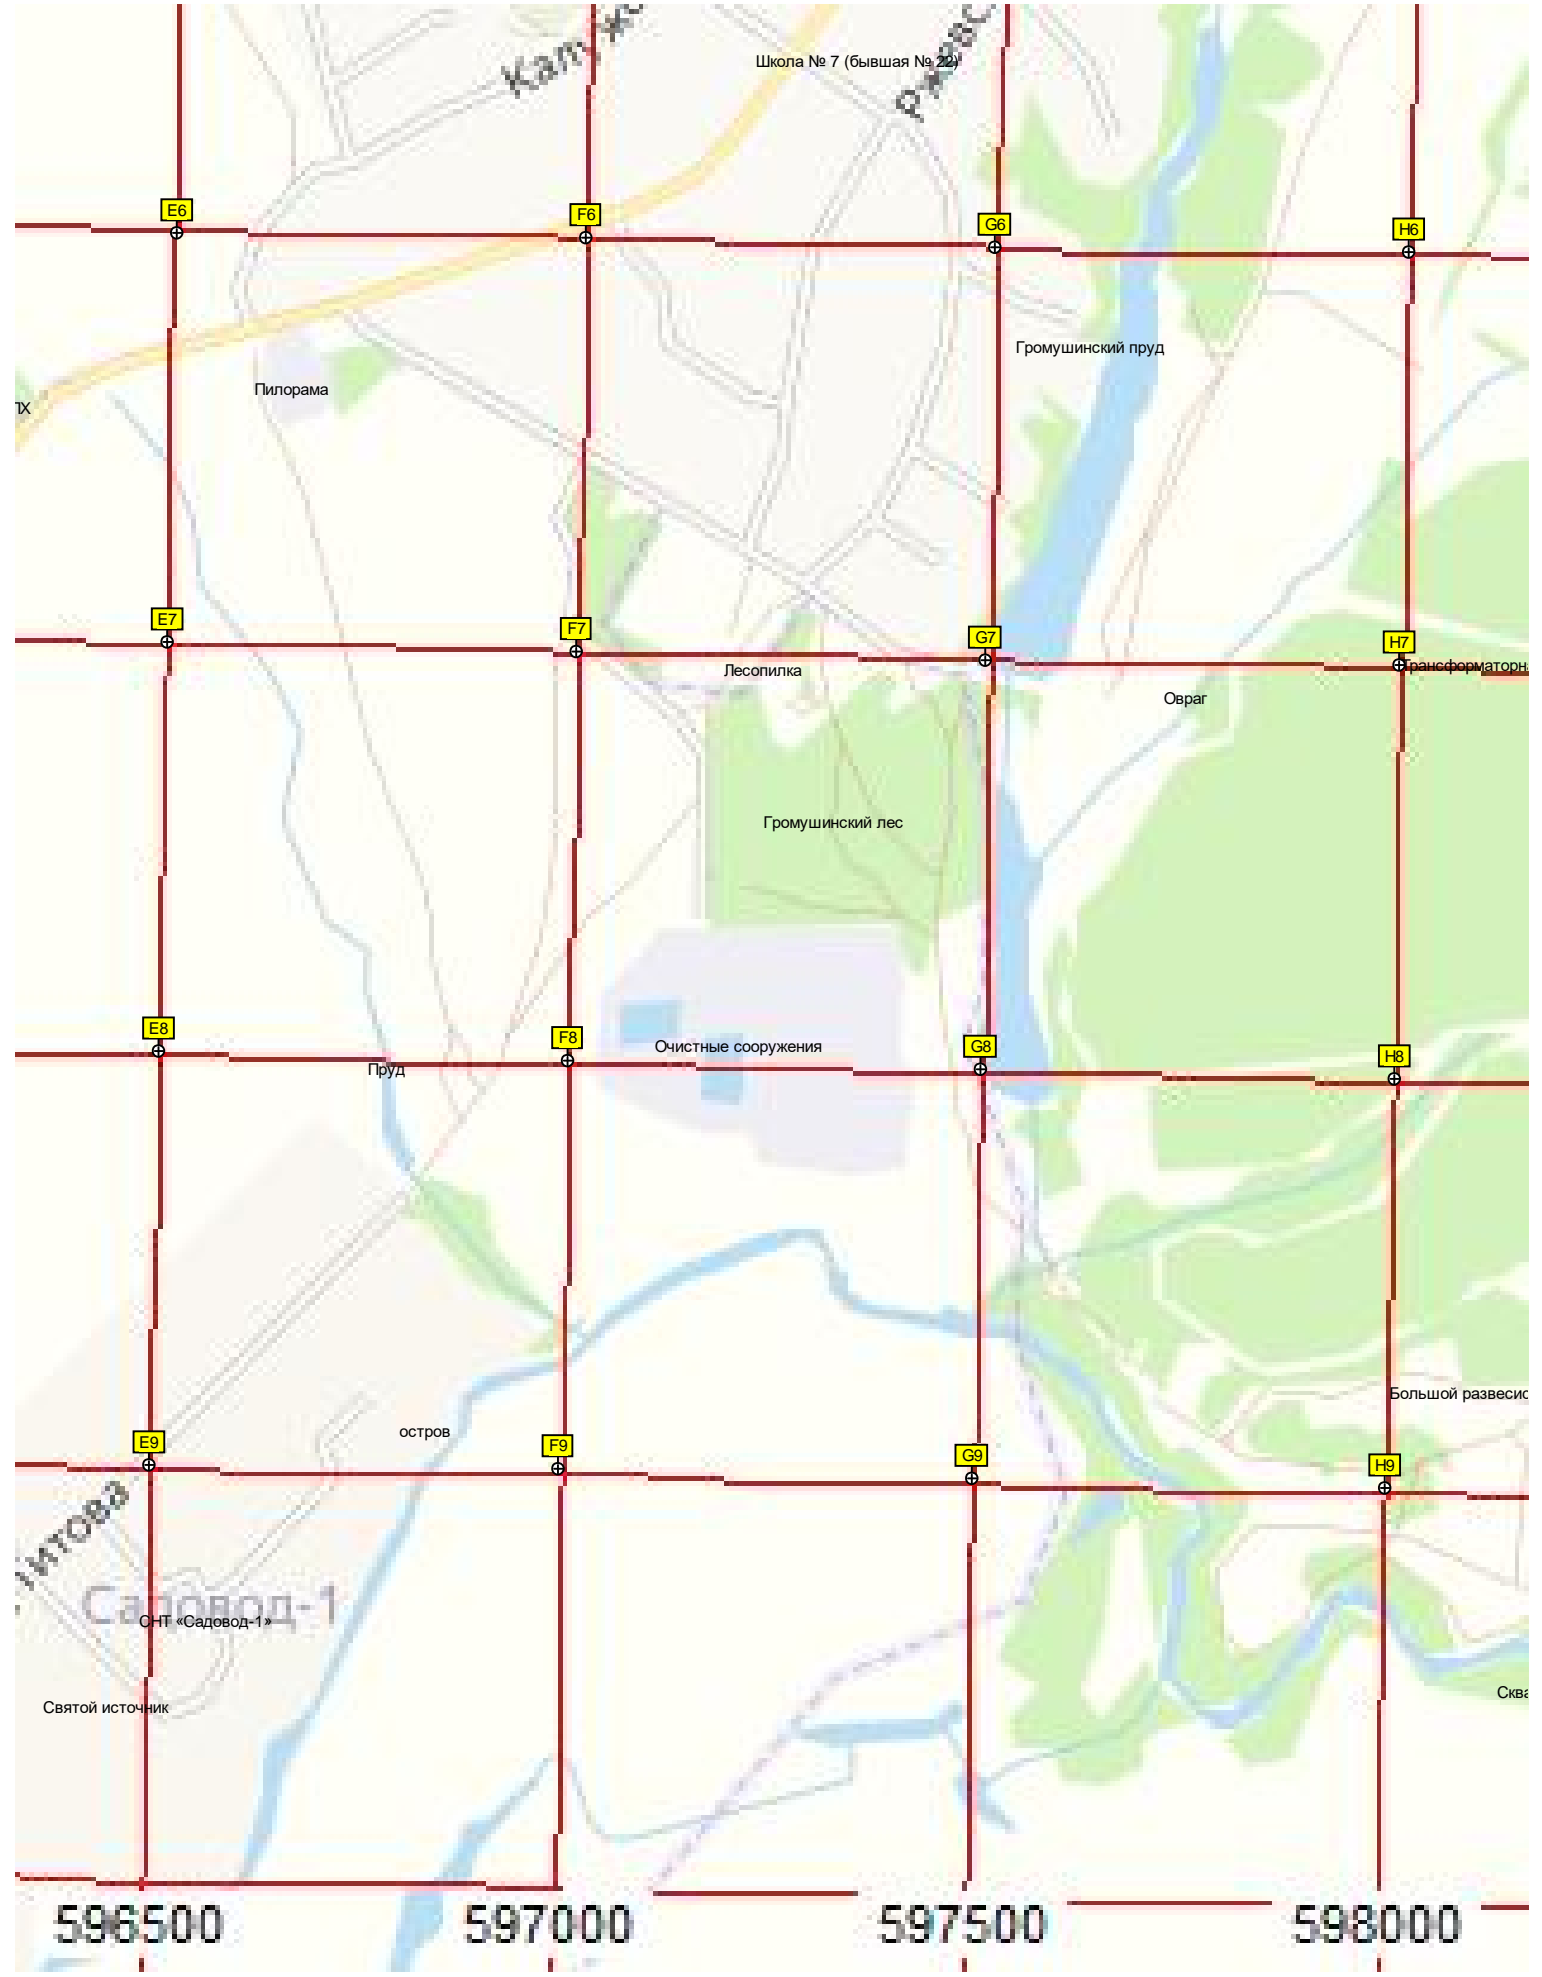 Школа № 7 (бывшая № 22)
E6
F6
G6
H6
Громушинский пруд
Пилорама
ПХ
E7
F7
G7
H7
Лесопилка
Овраг
Громушинский лес
E8
F8
G8
H8
Очистные сооружения
Пруд
Большой развесис
остров
E9
F9
G9
H9
Титова
Садовод-1
СНТ «Садовод-1»
Святой источник
Сква
596500 597000 597500 598000